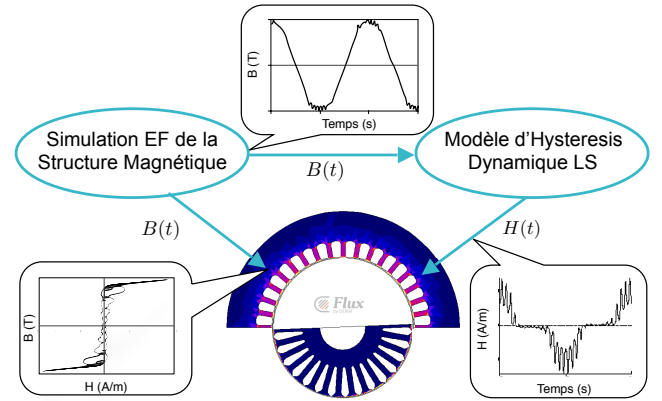 B (T)
Temps (s)
Simulation EF de la
Structure Magnétique
Modèle d'Hysteresis
Dynamique LS
B(t)
B(t)
H(t)
Flux
B (T)
H (A/m)
H (A/m)
Temps (s)